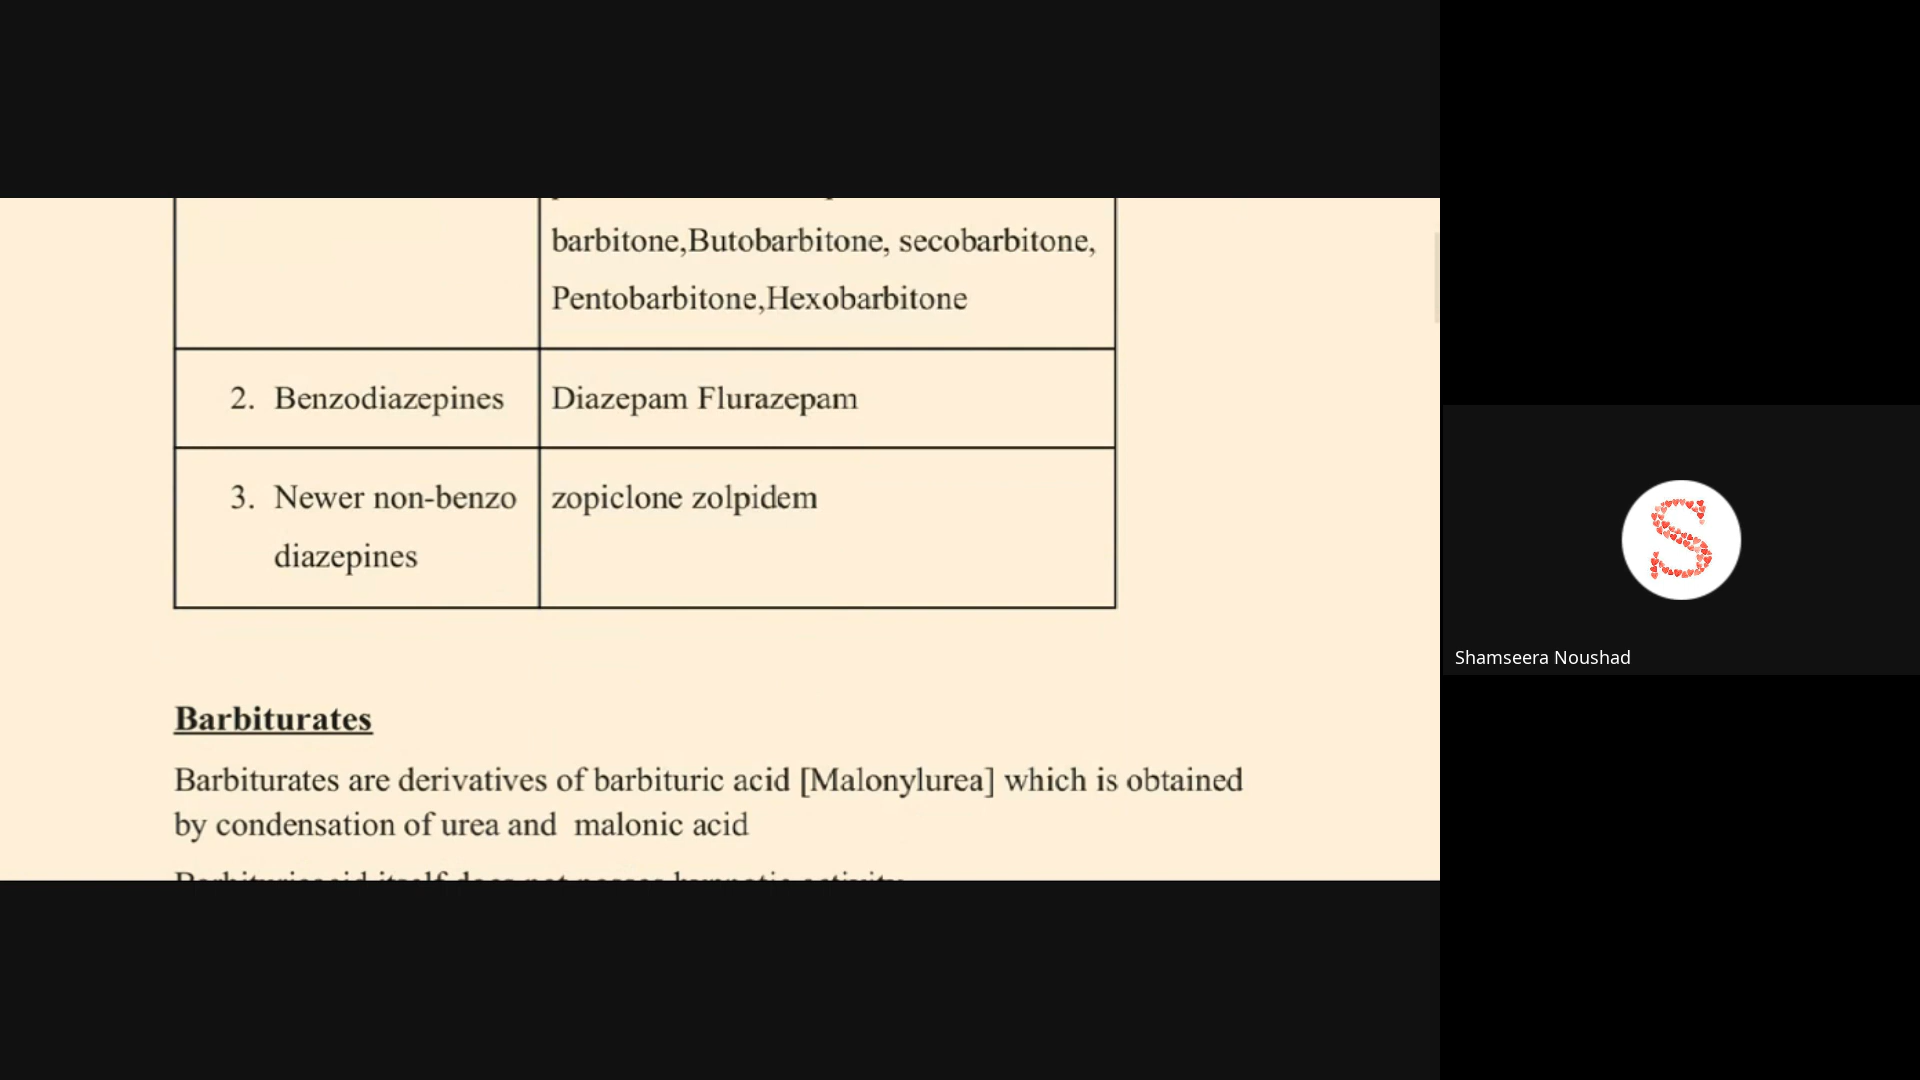 barbitone,Butobarbitone, secobarbitone,
Pentobarbitone,Hexobarbitone
2. Benzodiazepines
Diazepam Flurazepam
3. Newer non-benzo
diazepines
zopiclone zolpidem
Barbiturates
Barbiturates are derivatives of barbituric acid [Malonylurea] which is obtained
by condensation of urea and malonic acid
S
Shamseera Noushad